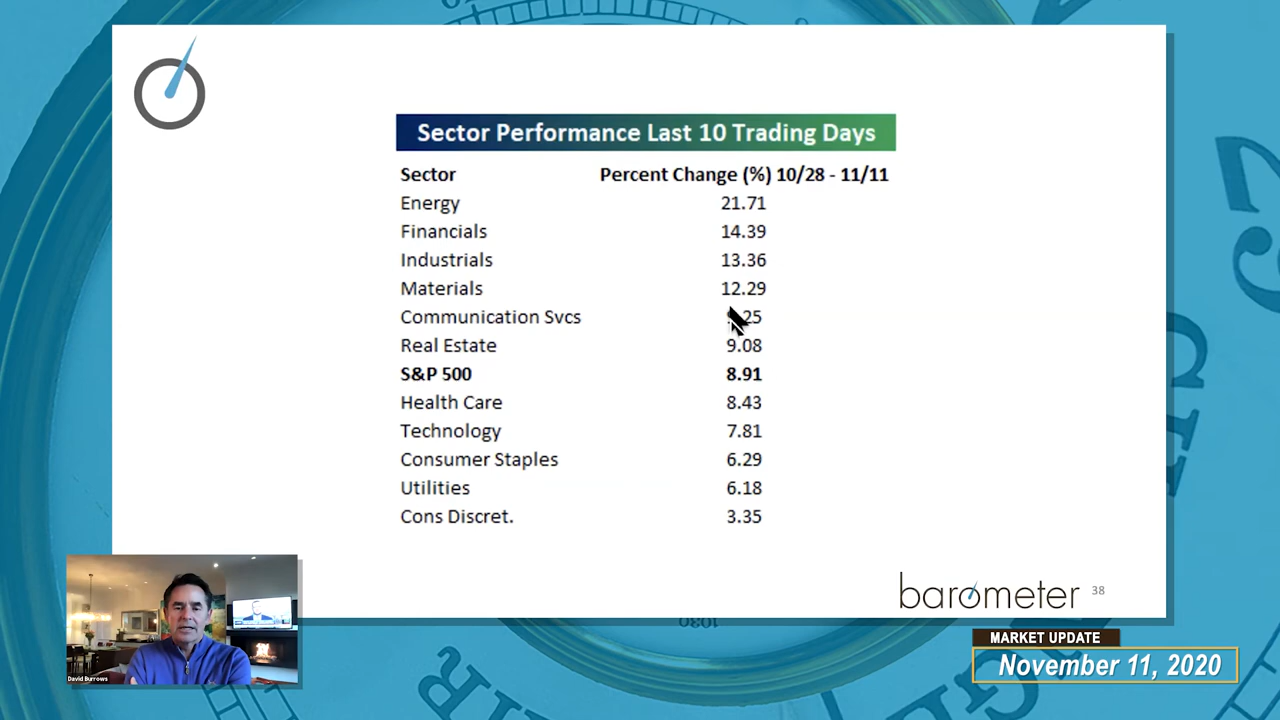 Sector Performance Last 10 Trading Days
Sector Percent Change (%) 10/28 - 11/11
Energy 21.71
Financials 14.39
Industrials 13.36
Materials 12.29
Communication Svcs
Real Estate 9.08
S&P 500 8.91
Health Care 8.43
Technology 7.81
Consumer Staples 6.29
Utilities 6.18
Cons Discret. 3.35
barometer 38
MARKET UPDATE
November 11, 2020
David Burrows
1030